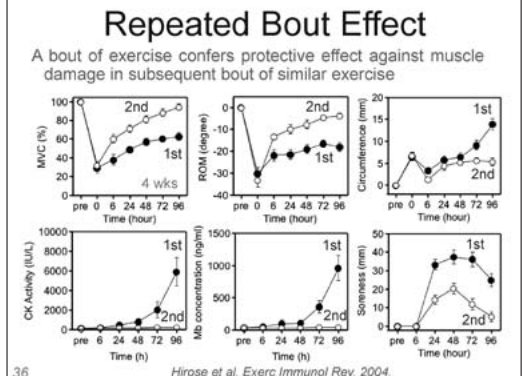 Repeated Bout Effect
A bout of exercise confers protective effect against muscle
damage in subsequent bout of similar exercise
MVC (%)
100
80
60
40
20
0
2nd
1st
4 wks
pre 0 6 24 48 72 96
Time (hour)
ROM (degree)
0
-10
-20
-30
-40
2nd
1st
pre 0 6 24 48 72 96
Time (hour)
Circumference (mm)
20
15
10
5
0
1st
2nd
pre 0 6 24 48 72 96
Time (hour)
CK Activity (IU/L)
10000
8000
6000
4000
2000
0
1st
2nd
pre 6 24 48 72 96
Time (h)
Mb concentration (ng/ml)
1500
1000
500
0
1st
2nd
pre 6 24 48 72 96
Time (h)
Soreness (mm)
50
40
30
20
10
0
1st
2nd
pre 6 24 48 72 96
Time (hour)
36
Hirose et al. Exerc Immunol Rev. 2004.